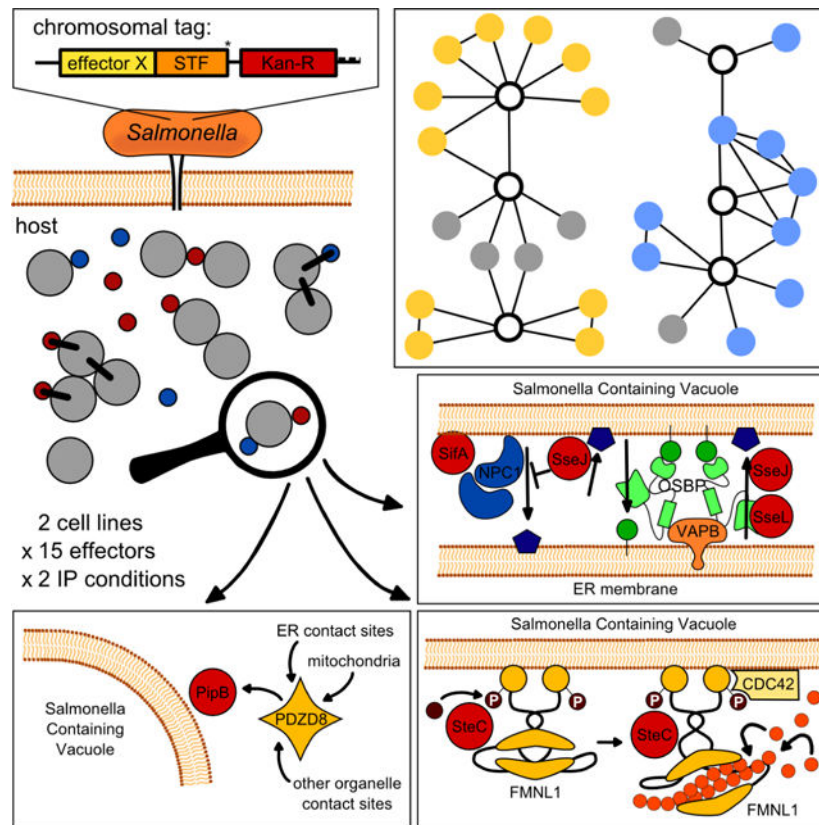 chromosomal tag:
effector X STF * Kan-R
Salmonella
host
2 cell lines
x 15 effectors
x 2 IP conditions
Salmonella Containing Vacuole
SifA
NPC1
SseJ
OSBP
VAPB
SseJ
SseL
ER membrane
ER contact sites
mitochondria
PipB
PDZD8
Salmonella
Containing
Vacuole
other organelle
contact sites
Salmonella Containing Vacuole
P P P P
CDC42
SteC
SteC
FMNL1
FMNL1